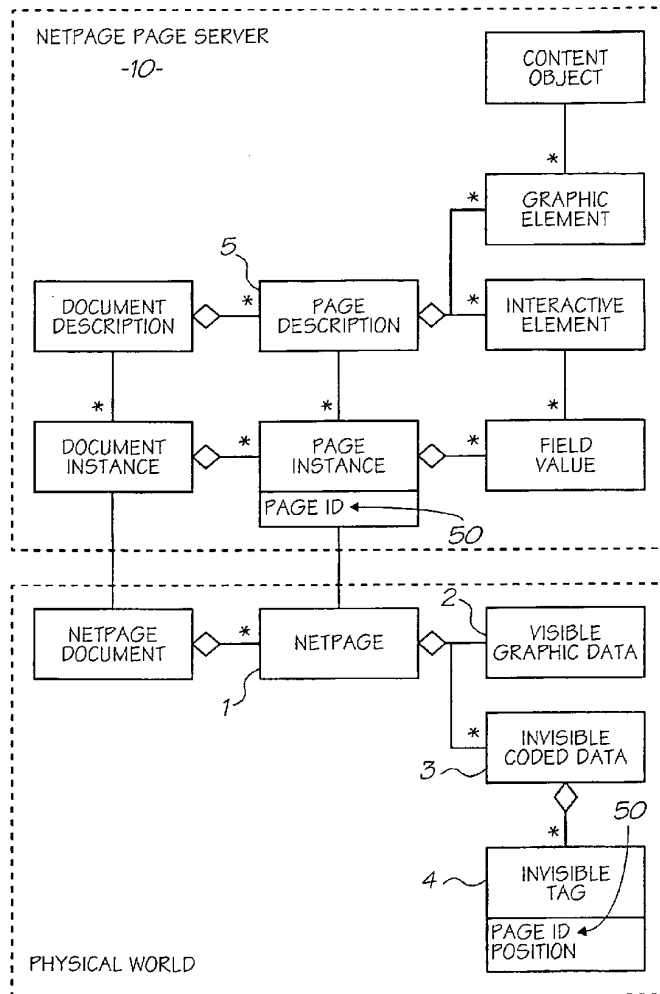 NETPAGE PAGE SERVER
-10-
CONTENT
OBJECT
*
*
GRAPHIC
ELEMENT
5
DOCUMENT
DESCRIPTION
*
PAGE
DESCRIPTION
*
INTERACTIVE
ELEMENT
*
*
*
DOCUMENT
INSTANCE
*
PAGE
INSTANCE
*
FIELD
VALUE
PAGE ID
50
NETPAGE
DOCUMENT
*
NETPAGE
1
2
VISIBLE
GRAPHIC DATA
*
INVISIBLE
CODED DATA
3
*
50
4
INVISIBLE
TAG
PAGE ID
POSITION
PHYSICAL WORLD